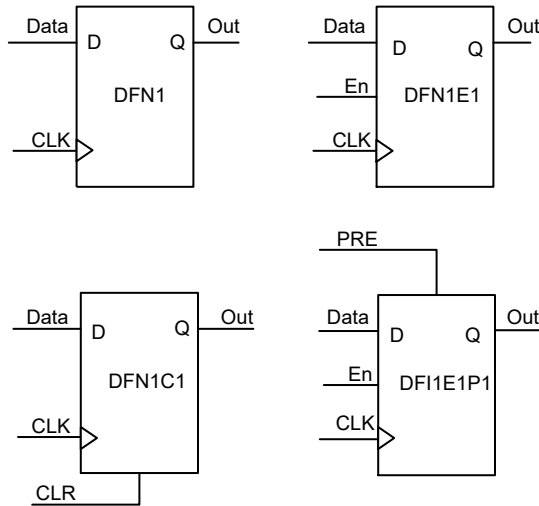 Data
D
Q
Out
DFN1
CLK
Data
D
Q
Out
En
DFN1E1
CLK
Data
D
Q
Out
DFN1C1
CLK
CLR
PRE
Data
D
Q
Out
En
DFI1E1P1
CLK